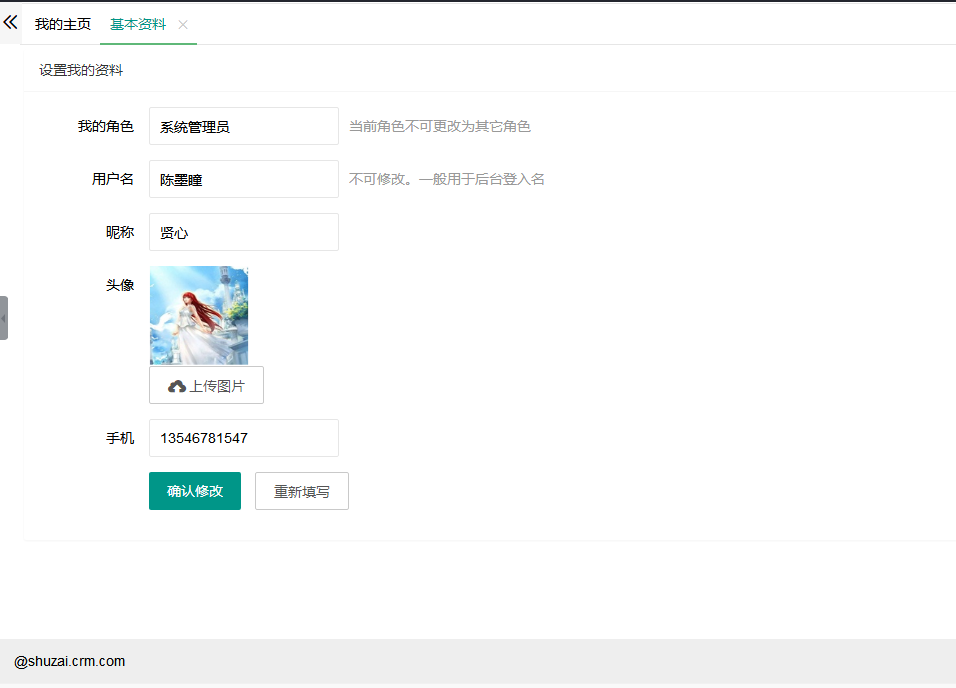 我的主页 基本资料
设置我的资料
我的角色 系统管理员 当前角色不可更改为其它角色
用户名 陈墨瞳 不可修改。一般用于后台登入名
昵称 贤心
头像
上传图片
手机 13546781547
确认修改 重新填写
@shuzai.crm.com